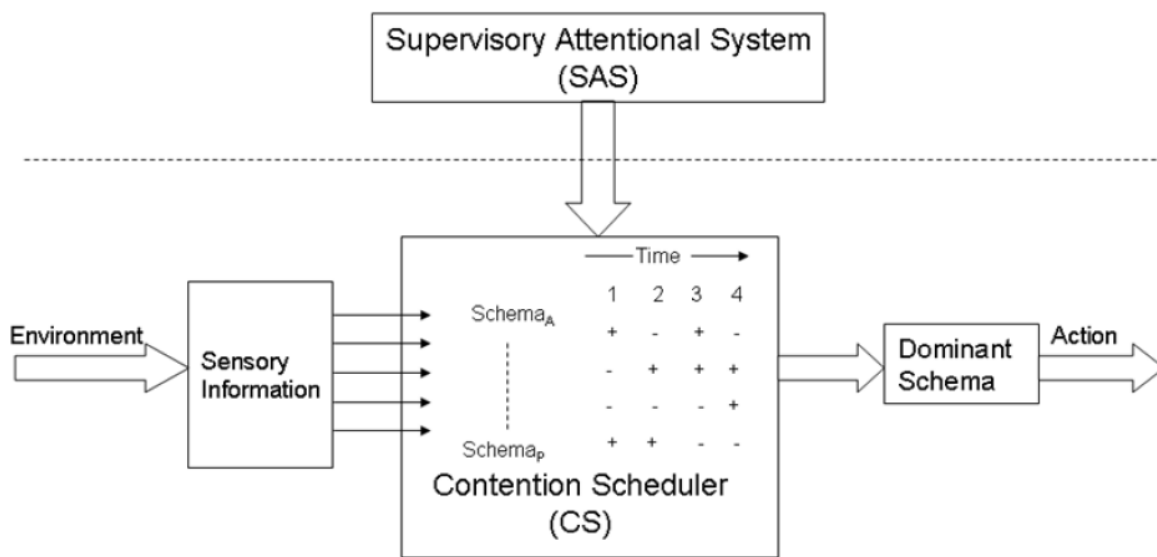 Supervisory Attentional System
(SAS)
Time
1 2 3 4
Environment
Sensory
Information
Schema_A
+ - + -
- + + +
- - - +
Schema_P
+ + - -
Contention Scheduler
(CS)
Dominant
Schema
Action